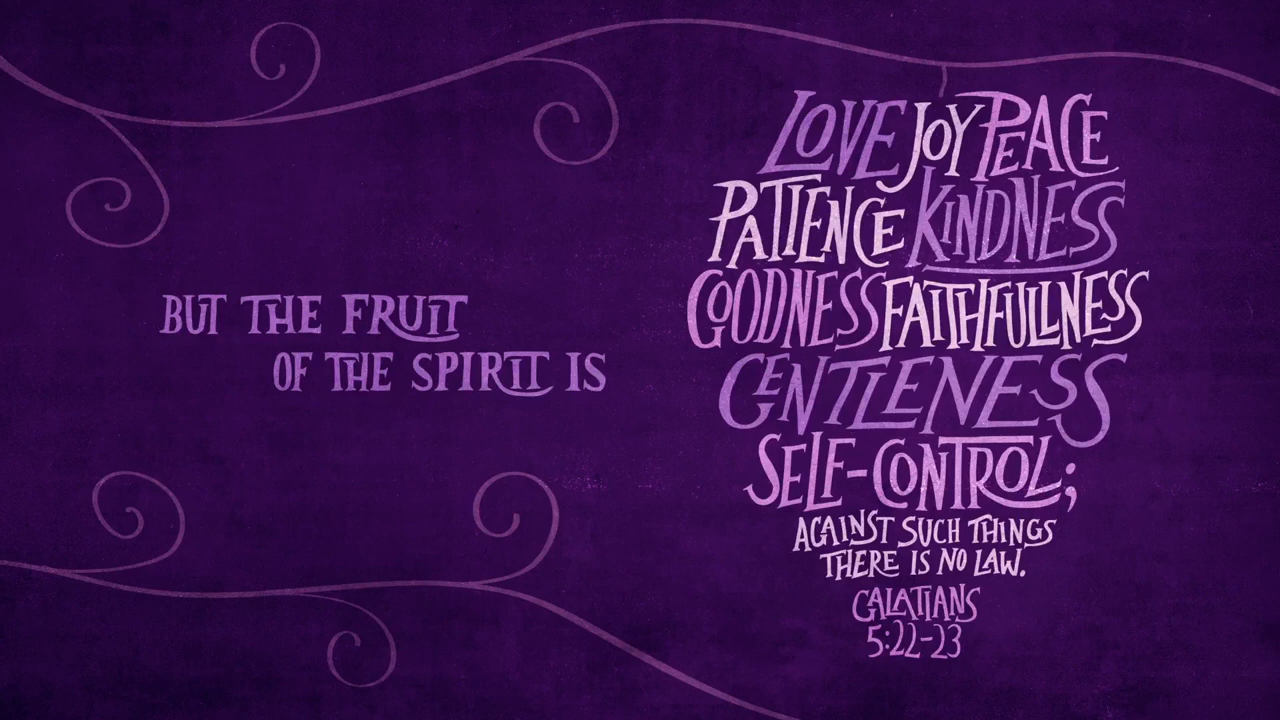 BUT THE FRUIT
OF THE SPIRIT IS
LOVE JOY PEACE
PATIENCE KINDNESS
GOODNESS FAITHFULLNESS
GENTLENESS
SELF-CONTROL;
AGAINST SUCH THINGS
THERE IS NO LAW.
GALATIANS
5:22-23